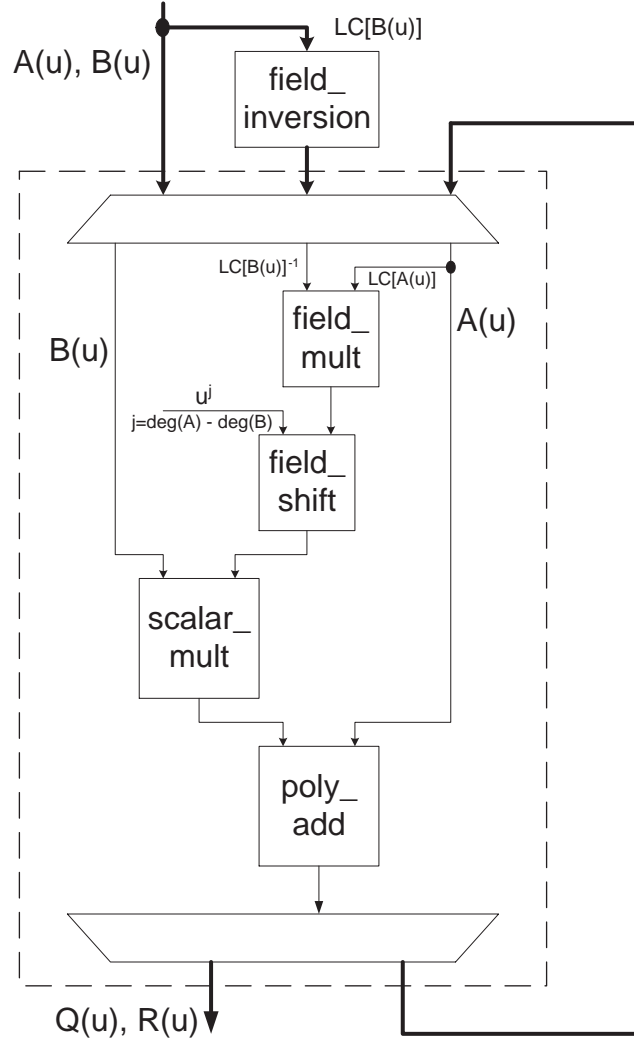 LC[B(u)]
A(u), B(u)
field_
inversion
LC[B(u)]⁻¹
LC[A(u)]
field_
mult
A(u)
B(u)
uʲ
j=deg(A) - deg(B)
field_
shift
scalar_
mult
poly_
add
Q(u), R(u)